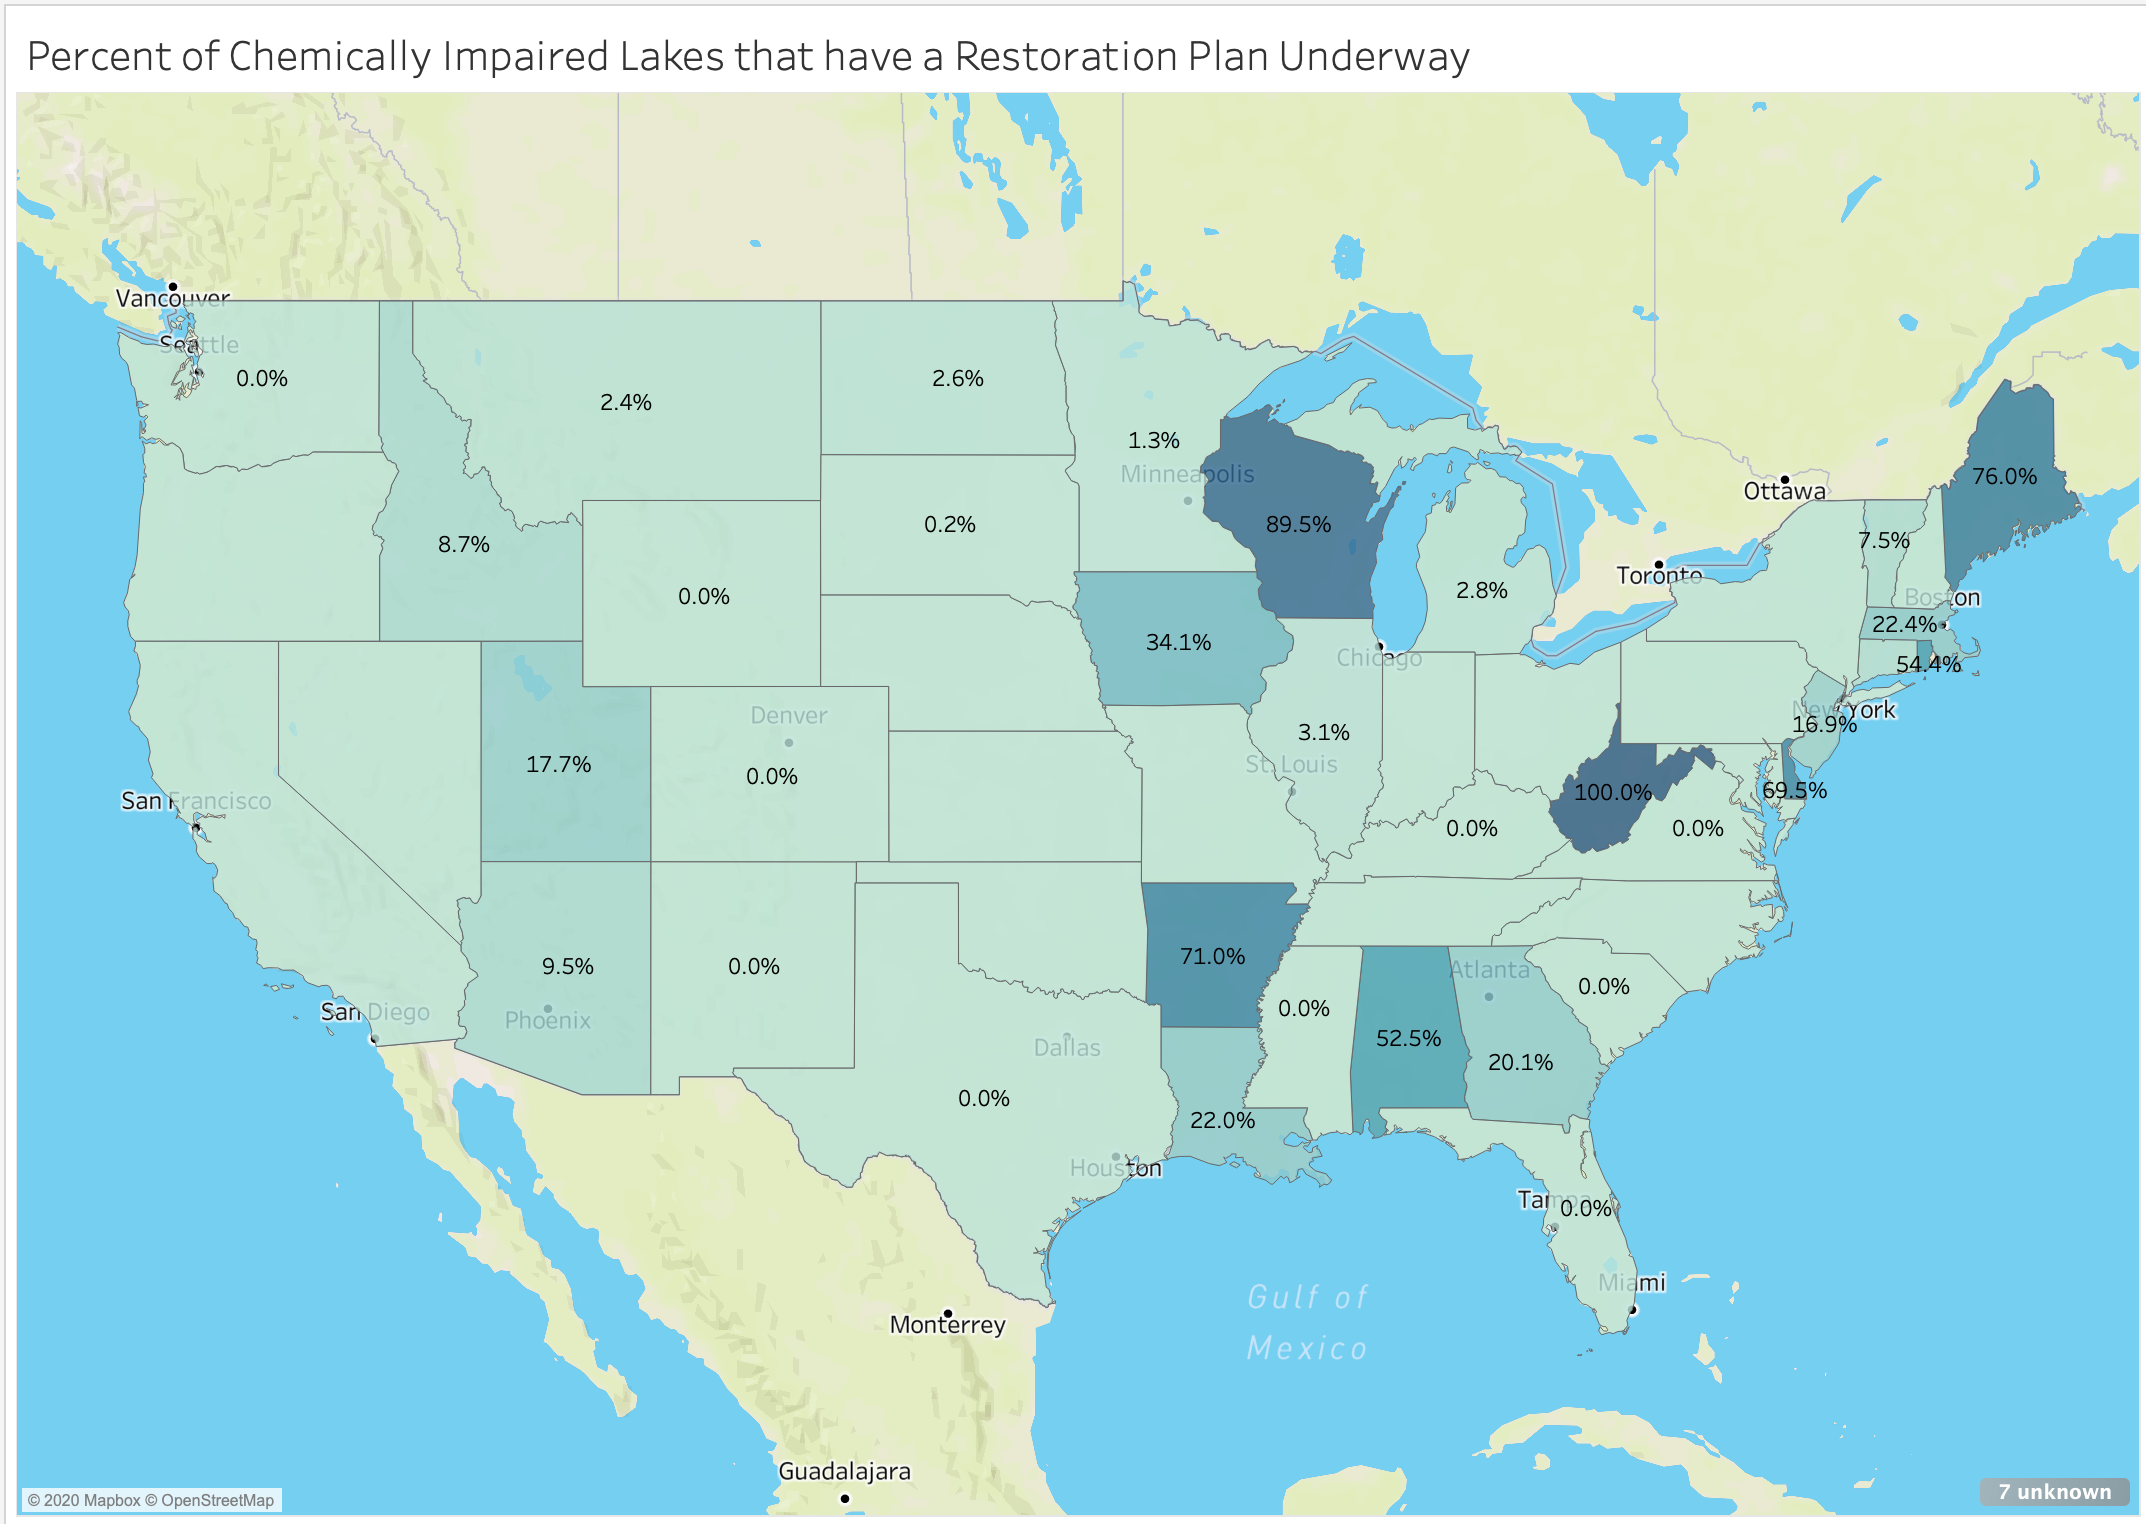 Percent of Chemically Impaired Lakes that have a Restoration Plan Underway
Vancouver
Seattle
0.0%
2.4%
2.6%
1.3%
Minneapolis
76.0%
Ottawa
8.7%
0.0%
0.2%
89.5%
2.8%
Toronto
7.5%
Boston
22.4%
34.1%
Chicago
54.4%
New York
16.9%
Denver
17.7%
0.0%
3.1%
St. Louis
100.0%
69.5%
San Francisco
0.0%
0.0%
9.5%
0.0%
71.0%
Atlanta
0.0%
0.0%
San Diego
Phoenix
Dallas
52.5%
20.1%
0.0%
22.0%
Houston
Tampa
0.0%
Miami
Gulf of
Mexico
Monterrey
Guadalajara
© 2020 Mapbox © OpenStreetMap
7 unknown